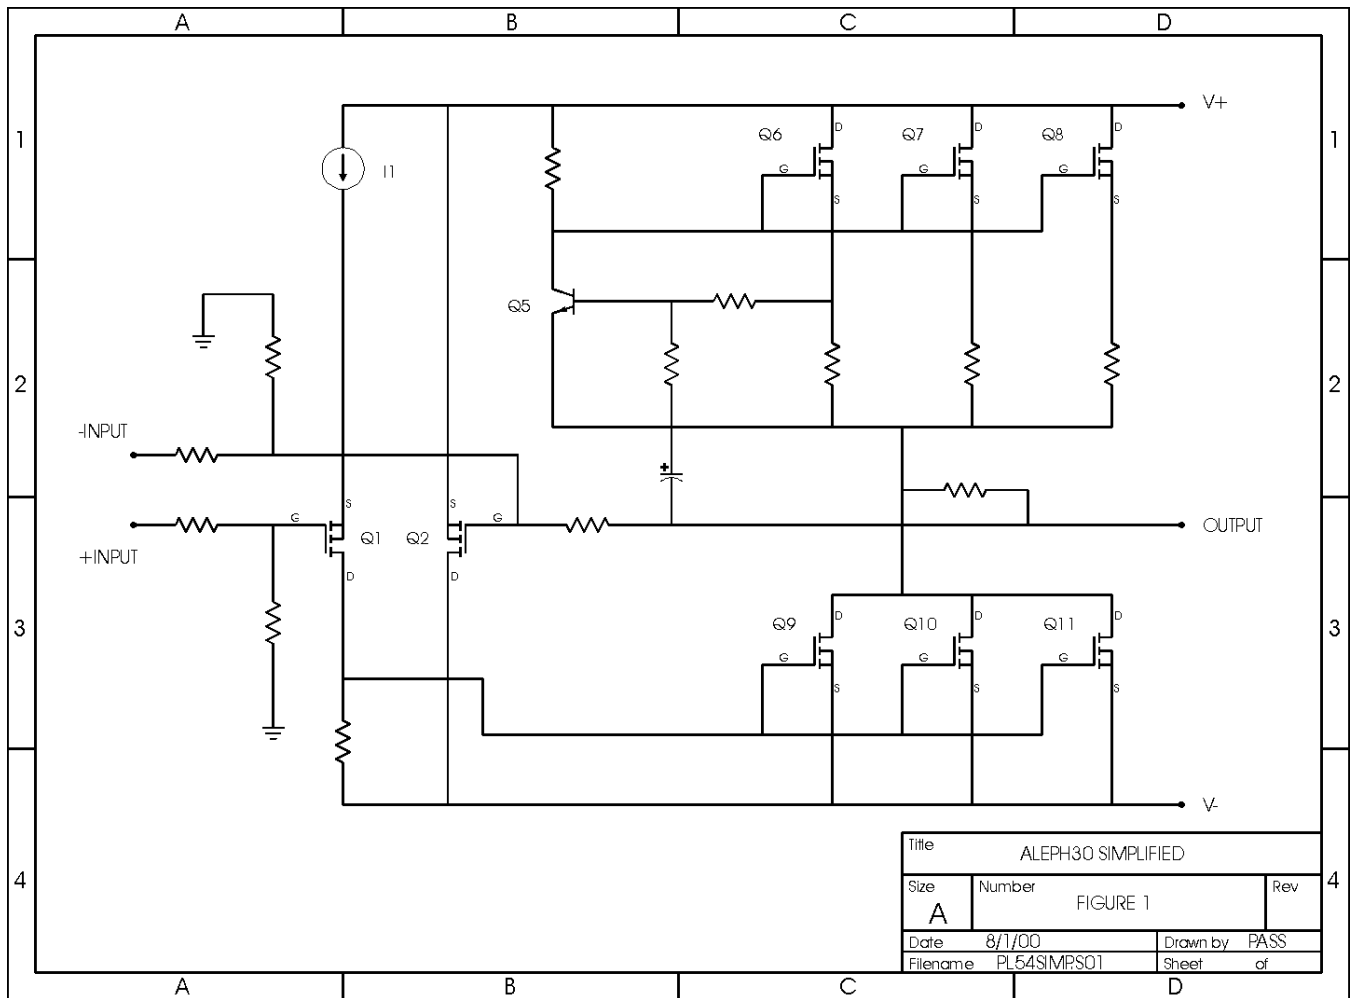 A B C D
1 1
V+
Q6 D Q7 D Q8 D
I1
G G G
S S S
Q5
2 2
-INPUT
S S
G G
Q1 Q2
OUTPUT
+INPUT
D D
3 3
Q9 D Q10 D Q11 D
G G G
S S S
V-
Title
ALEPH30 SIMPLIFIED
4 4
Size Number Rev
A FIGURE 1
Date 8/1/00 Drawn by PASS
Filename PL54SIMP.S01 Sheet of
A B C D